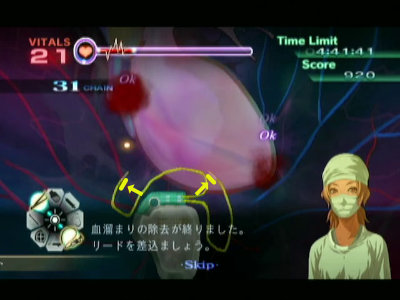 VITALS
21
Time Limit
4:41:41
Score
920
31 CHAIN
Ok
Ok
Ok
血溜まりの除去が終りました。
リードを差込ましょう。
Skip